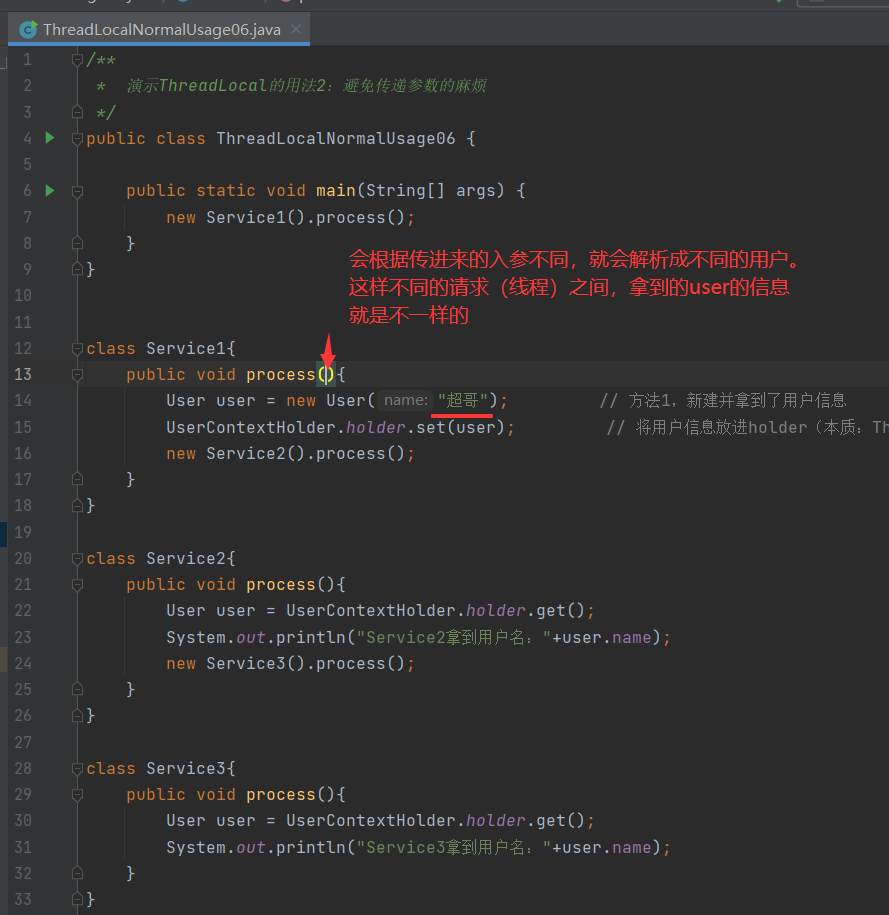 ThreadLocalNormalUsage06.java
1 /**
2 * 演示ThreadLocal的用法2：避免传递参数的麻烦
3 */
4 public class ThreadLocalNormalUsage06 {
5
6 public static void main(String[] args) {
7 new Service1().process();
8 }
9 }
会根据传进来的入参不同，就会解析成不同的用户。
10
这样不同的请求（线程）之间，拿到的user的信息
11
就是不一样的
12 class Service1{
13 public void process(){
14 User user = new User( name: "超哥"); // 方法1，新建并拿到了用户信息
15 UserContextHolder.holder.set(user); // 将用户信息放进holder（本质：Th
16 new Service2().process();
17 }
18 }
19
20 class Service2{
21 public void process(){
22 User user = UserContextHolder.holder.get();
23 System.out.println("Service2拿到用户名："+user.name);
24 new Service3().process();
25 }
26 }
27
28 class Service3{
29 public void process(){
30 User user = UserContextHolder.holder.get();
31 System.out.println("Service3拿到用户名："+user.name);
32 }
33 }